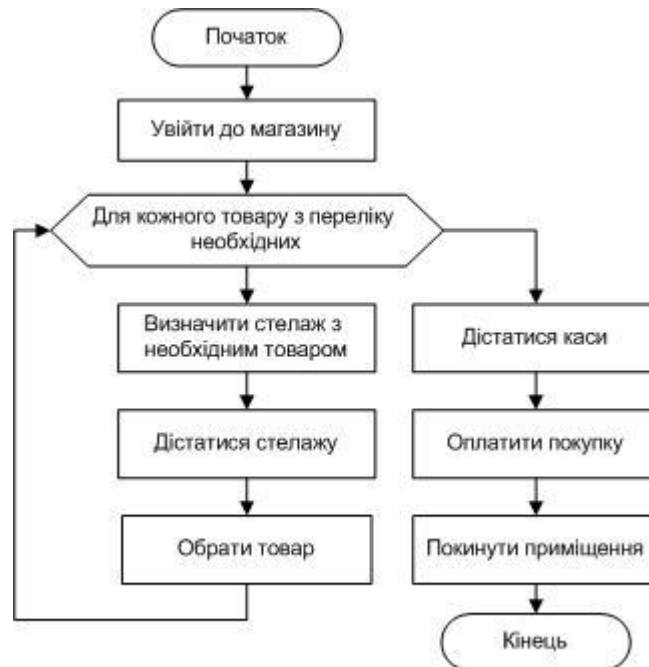 Початок
Увійти до магазину
Для кожного товару з переліку
необхідних
Визначити стелаж з
необхідним товаром
Дістатися стелажу
Обрати товар
Дістатися каси
Оплатити покупку
Покинути приміщення
Кінець